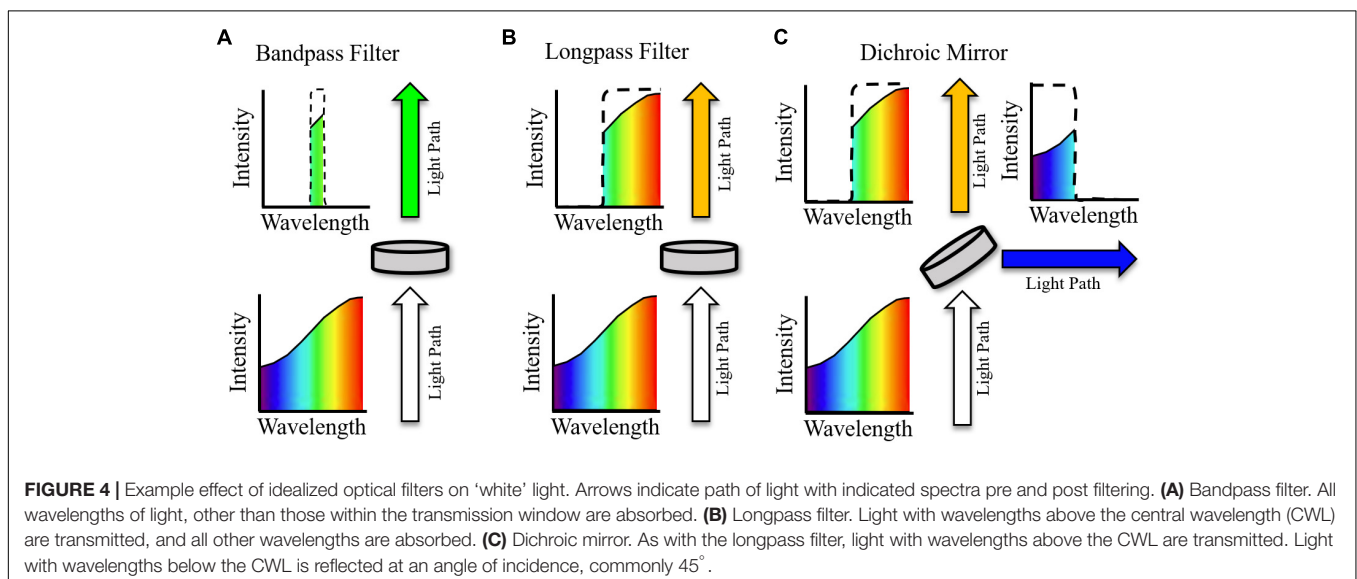 A
Bandpass Filter
Intensity
Wavelength
Light Path
Intensity
Wavelength
Light Path
B
Longpass Filter
Intensity
Wavelength
Light Path
Intensity
Wavelength
Light Path
C
Dichroic Mirror
Intensity
Wavelength
Light Path
Intensity
Wavelength
Light Path
Intensity
Wavelength
Light Path
FIGURE 4 | Example effect of idealized optical filters on ‘white’ light. Arrows indicate path of light with indicated spectra pre and post filtering. (A) Bandpass filter. All
wavelengths of light, other than those within the transmission window are absorbed. (B) Longpass filter. Light with wavelengths above the central wavelength (CWL)
are transmitted, and all other wavelengths are absorbed. (C) Dichroic mirror. As with the longpass filter, light with wavelengths above the CWL are transmitted. Light
with wavelengths below the CWL is reflected at an angle of incidence, commonly 45°.